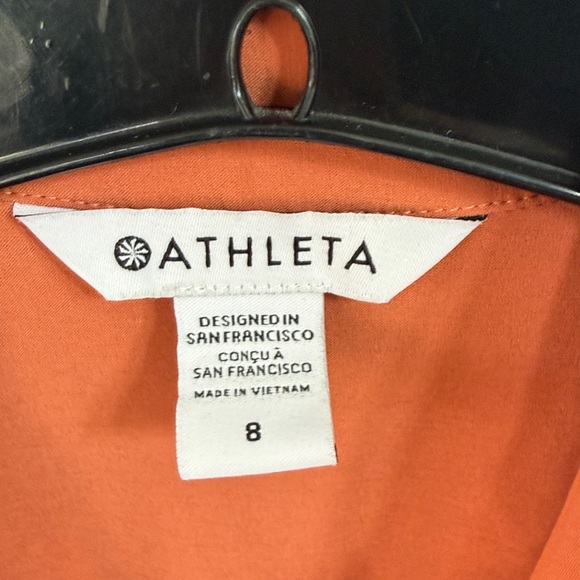 ATHLETA
DESIGNED IN
SAN FRANCISCO
CONÇU À
SAN FRANCISCO
MADE IN VIETNAM
8